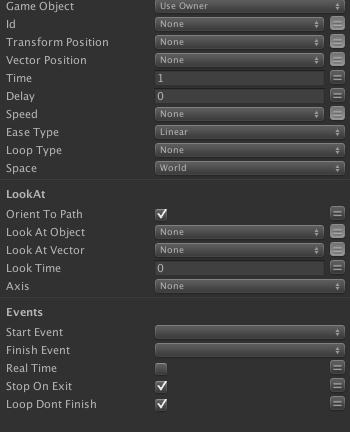 Game Object Use Owner
Id None
Transform Position None
Vector Position None
Time 1
Delay 0
Speed None
Ease Type Linear
Loop Type None
Space World
LookAt
Orient To Path
Look At Object None
Look At Vector None
Look Time 0
Axis None
Events
Start Event
Finish Event
Real Time
Stop On Exit
Loop Dont Finish